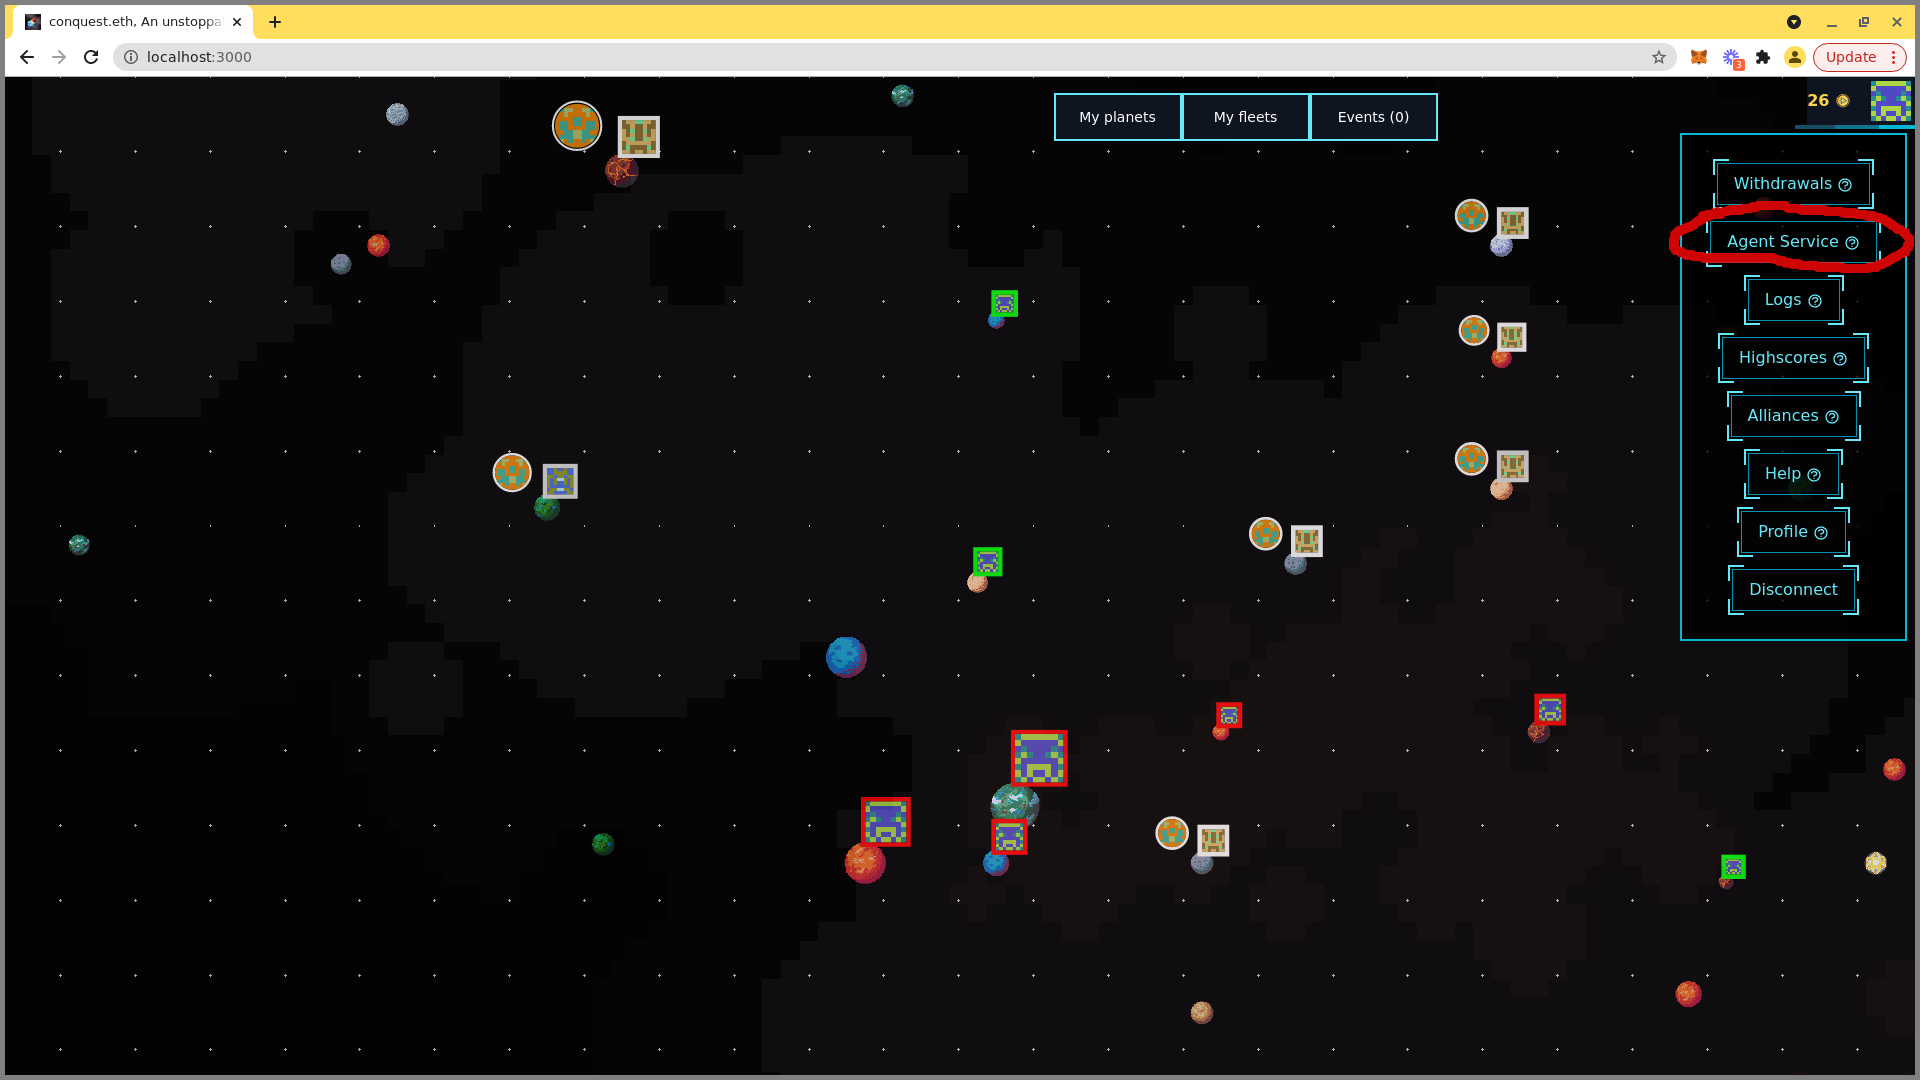 conquest.eth, An unstoppa
localhost:3000
3
Update
My planets
My fleets
Events (0)
26
Withdrawals
Agent Service
Logs
Highscores
Alliances
Help
Profile
Disconnect